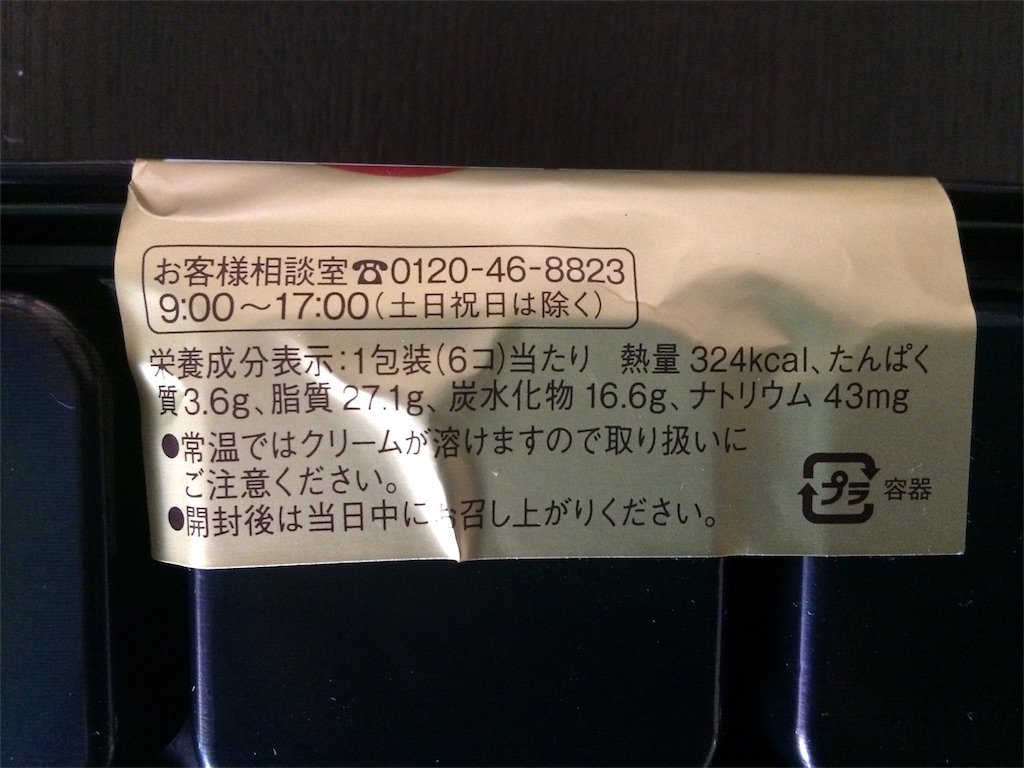 お客様相談室☎0120-46-8823
9:00～17:00(土日祝日は除く)
栄養成分表示:1包装(6コ)当たり 熱量 324kcal、たんぱく
質3.6g、脂質 27.1g、炭水化物 16.6g、ナトリウム 43mg
●常温ではクリームが溶けますので取り扱いに
ご注意ください。
●開封後は当日中にお召し上がりください。
プラ 容器